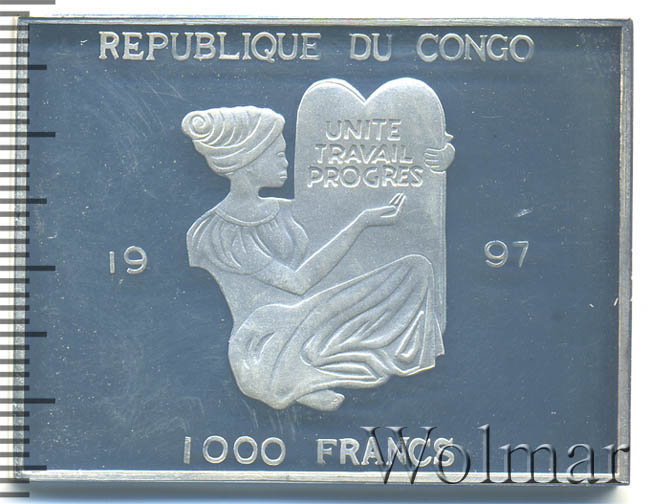 REPUBLIQUE DU CONGO
UNITE
TRAVAIL
PROGRES
19 97
1000 FRANCS
Wolmar